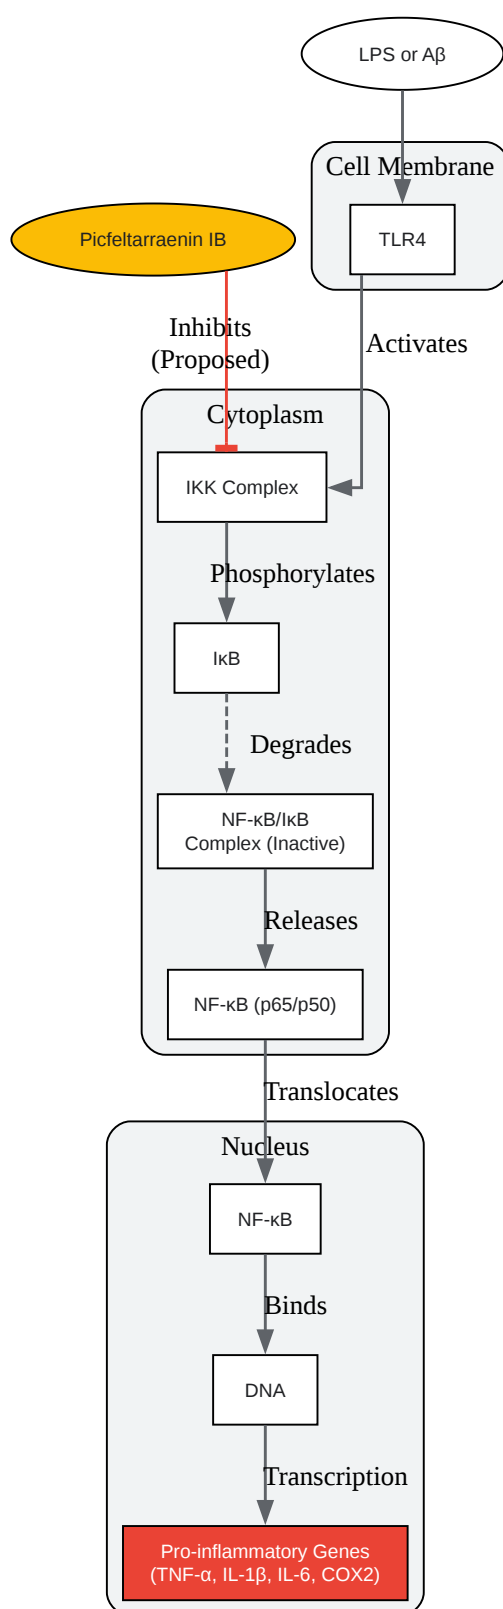 LPS or Aβ
Cell Membrane
TLR4
Picfeltarraenin IB
Inhibits
(Proposed)
Activates
Cytoplasm
IKK Complex
Phosphorylates
IκB
Degrades
NF-κB/IκB
Complex (Inactive)
Releases
NF-κB (p65/p50)
Translocates
Nucleus
NF-κB
Binds
DNA
Transcription
Pro-inflammatory Genes
(TNF-α, IL-1β, IL-6, COX2)